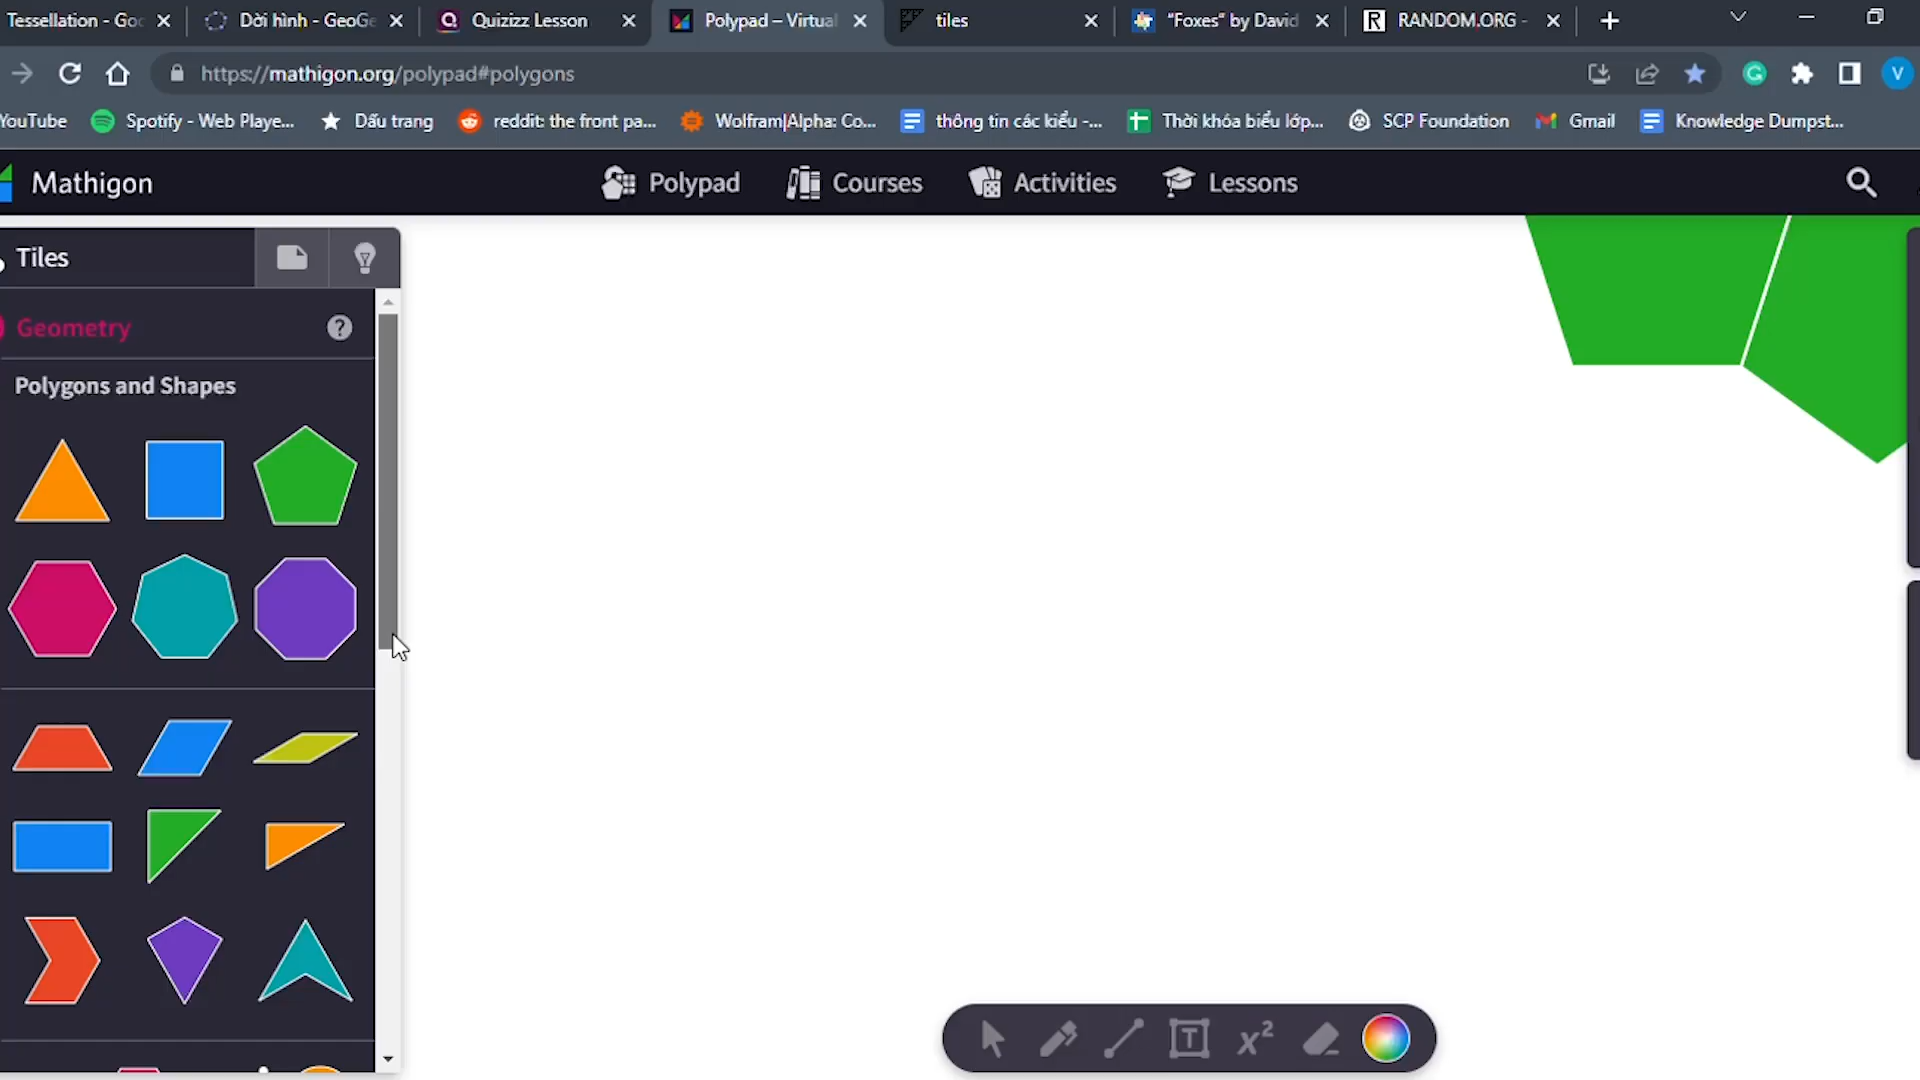 Tessellation - Goo
Dời hình - GeoGe
Quizizz Lesson
Polypad – Virtual
tiles
"Foxes" by David
RANDOM.ORG -
https://mathigon.org/polypad#polygons
V
YouTube
Spotify - Web Playe...
Dấu trang
reddit: the front pa...
Wolfram|Alpha: Co...
thông tin các kiểu -...
Thời khóa biểu lớp...
SCP Foundation
Gmail
Knowledge Dumpst...
Mathigon
Polypad
Courses
Activities
Lessons
Tiles
Geometry
?
Polygons and Shapes
T
x²